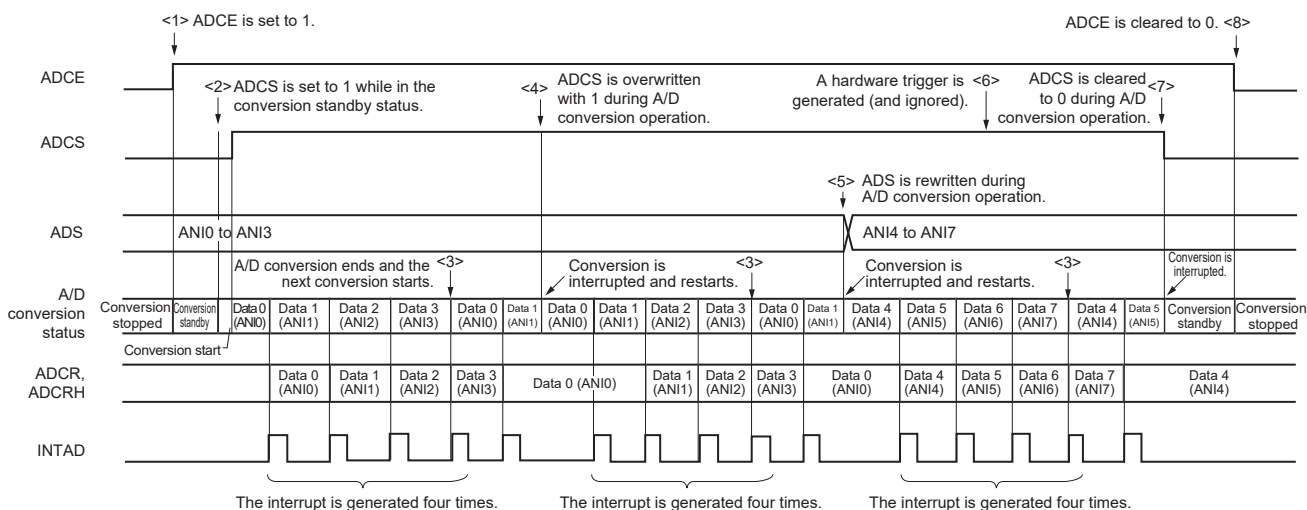 <1> ADCE is set to 1.
ADCE is cleared to 0. <8>
ADCE
<2> ADCS is set to 1 while in the
conversion standby status.
<4> ADCS is overwritten
with 1 during A/D
conversion operation.
A hardware trigger is <6>
generated (and ignored).
ADCS is cleared <7>
to 0 during A/D
conversion operation.
ADCS
<5> ADS is rewritten during
A/D conversion operation.
ADS
ANI0 to ANI3
ANI4 to ANI7
A/D conversion ends and the <3>
next conversion starts.
Conversion is
interrupted and restarts.
<3>
Conversion is
interrupted and restarts.
<3>
Conversion is
interrupted.
A/D
conversion
status
Conversion
stopped
Conversion
standby
Data 0
(ANI0)
Data 1
(ANI1)
Data 2
(ANI2)
Data 3
(ANI3)
Data 0
(ANI0)
Data 1
(ANI1)
Data 0
(ANI0)
Data 1
(ANI1)
Data 2
(ANI2)
Data 3
(ANI3)
Data 0
(ANI0)
Data 1
(ANI1)
Data 4
(ANI4)
Data 5
(ANI5)
Data 6
(ANI6)
Data 7
(ANI7)
Data 4
(ANI4)
Data 5
(ANI5)
Conversion
standby
Conversion
stopped
Conversion start
ADCR,
ADCRH
Data 0
(ANI0)
Data 1
(ANI1)
Data 2
(ANI2)
Data 3
(ANI3)
Data 0 (ANI0)
Data 1
(ANI1)
Data 2
(ANI2)
Data 3
(ANI3)
Data 0
(ANI0)
Data 4
(ANI4)
Data 5
(ANI5)
Data 6
(ANI6)
Data 7
(ANI7)
Data 4
(ANI4)
INTAD
The interrupt is generated four times.
The interrupt is generated four times.
The interrupt is generated four times.